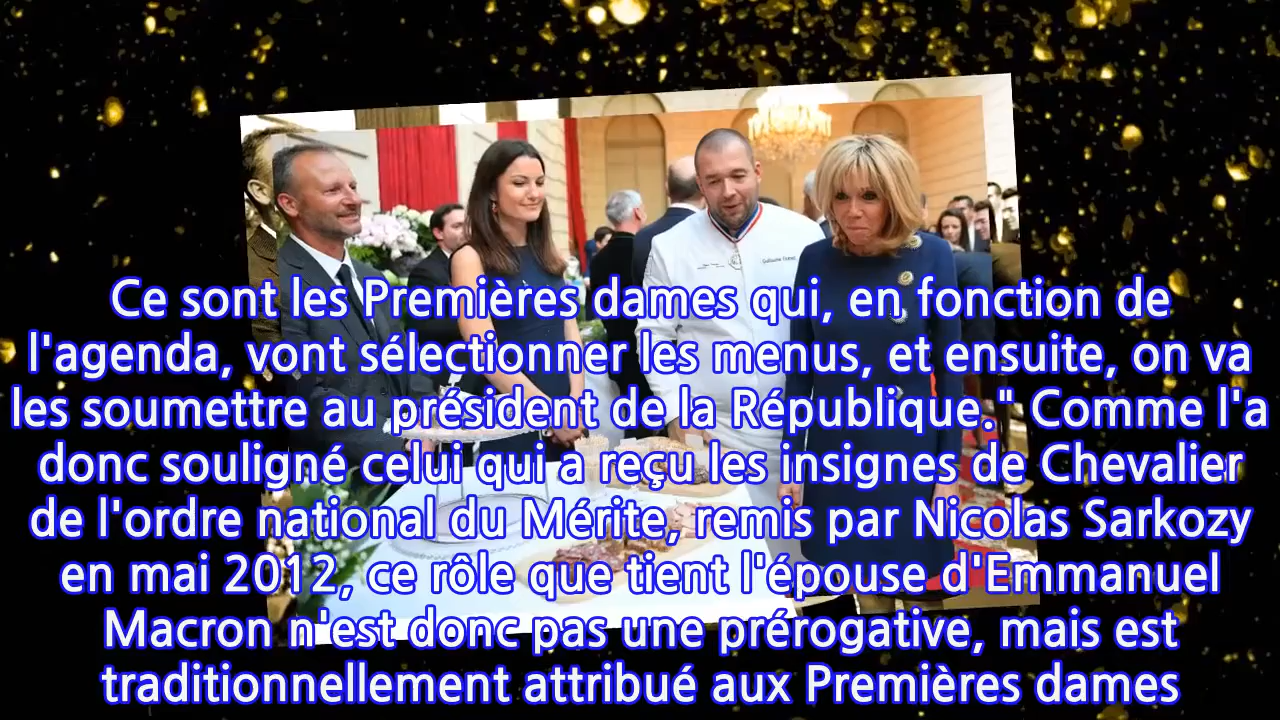 Ce sont les Premières dames qui, en fonction de
l'agenda, vont sélectionner les menus, et ensuite, on va
les soumettre au président de la République." Comme l'a
donc souligné celui qui a reçu les insignes de Chevalier
de l'ordre national du Mérite, remis par Nicolas Sarkozy
en mai 2012, ce rôle que tient l'épouse d'Emmanuel
Macron n'est donc pas une prérogative, mais est
traditionnellement attribué aux Premières dames